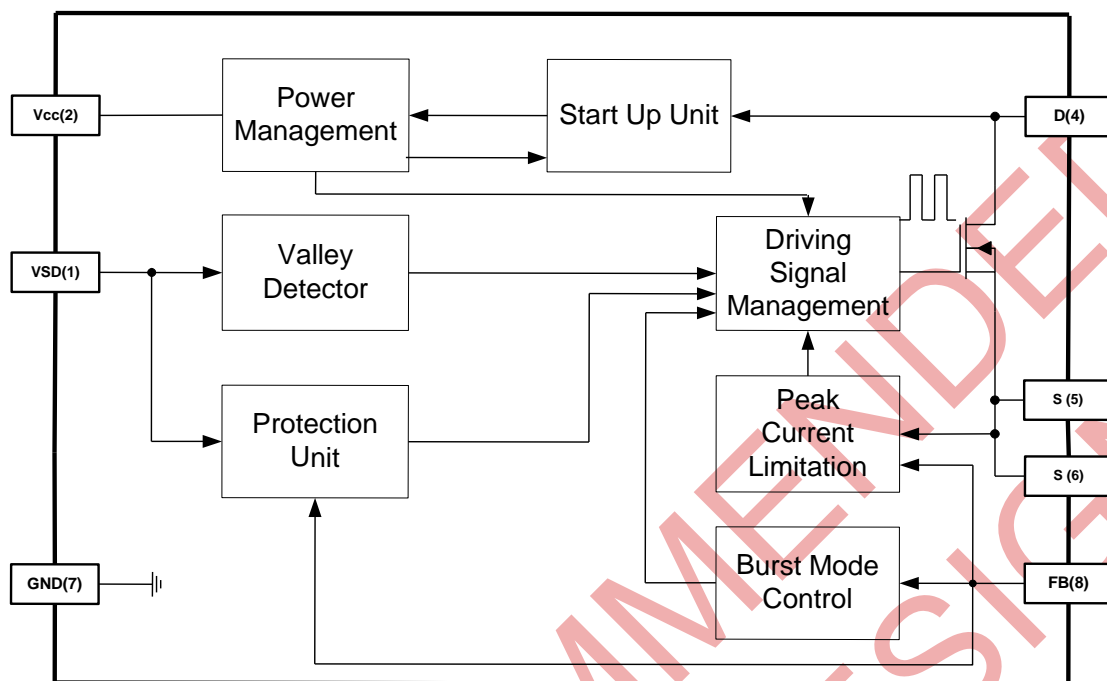 Vcc(2)
Power
Management
Start Up Unit
D(4)
VSD(1)
Valley
Detector
Driving
Signal
Management
Protection
Unit
Peak
Current
Limitation
S (5)
S (6)
GND(7)
Burst Mode
Control
FB(8)